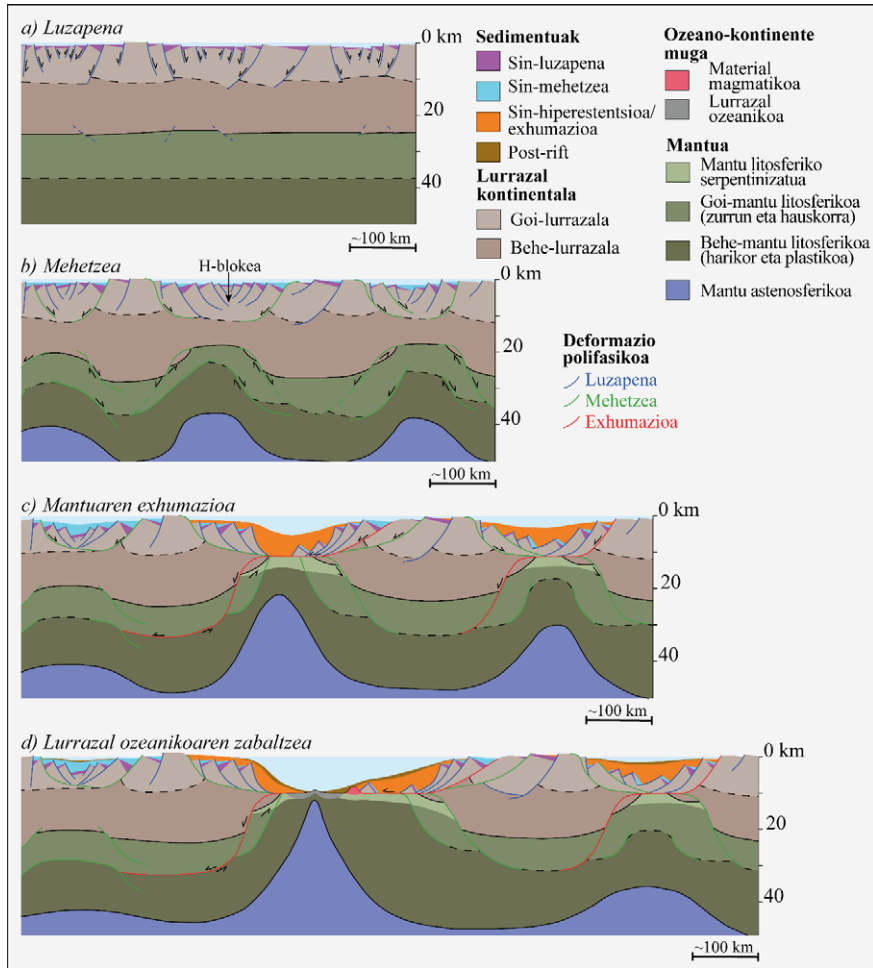 a) Luzapena
0 km
20
40
~100 km
Sedimentuak
Sin-luzapena
Sin-mehetzea
Sin-hiperestentsioa/
exhumazioa
Post-rift
Lurrazal
kontinentala
Goi-lurrazala
Behe-lurrazala
Ozeano-kontinente
muga
Material
magmatikoa
Lurrazal
ozeanikoa
Mantua
Mantu litosferiko
serpentinizatua
Goi-mantu litosferikoa
(zurrun eta hauskorra)
Behe-mantu litosferikoa
(harikor eta plastikoa)
Mantu astenosferikoa
b) Mehetzea
H-blokea
0 km
20
40
~100 km
Deformazio
polifasikoa
Luzapena
Mehetzea
Exhumazioa
c) Mantuaren exhumazioa
0 km
20
40
~100 km
d) Lurrazal ozeanikoaren zabaltzea
0 km
20
40
~100 km